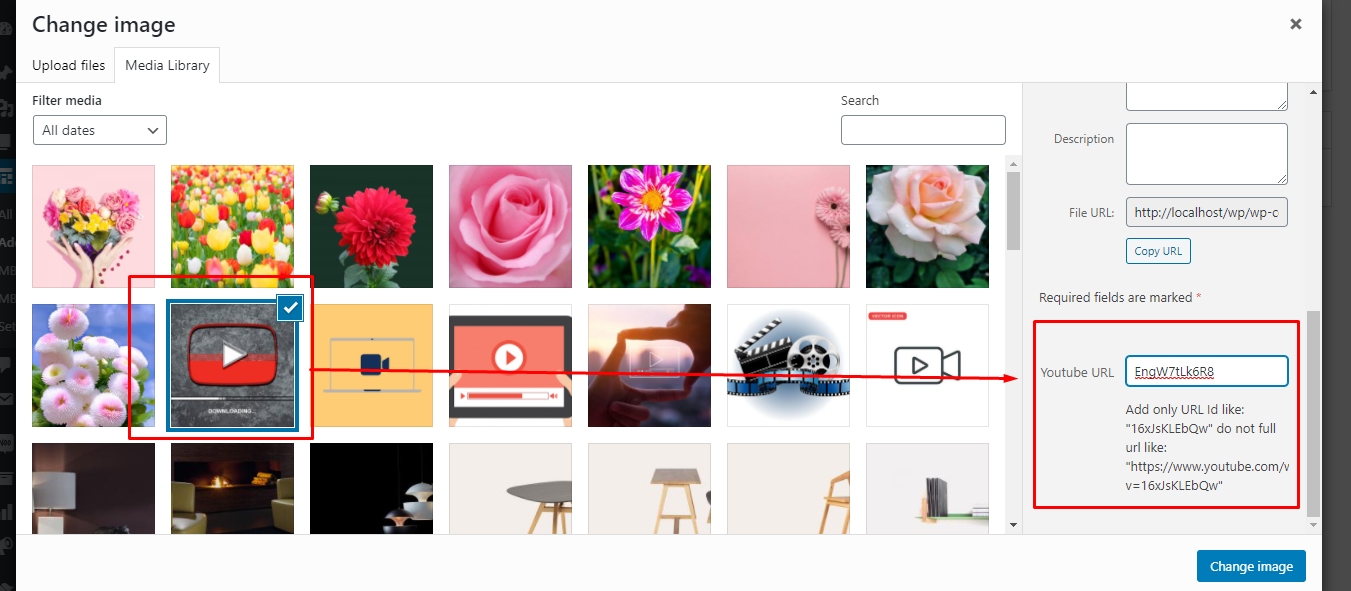 Change image
Upload files
Media Library
Filter media
All dates
Search
DOWNLOADING...
VECTOR ICON
Description
File URL:
http://localhost/wp/wp-c
Copy URL
Required fields are marked *
Youtube URL
EngW7tLk6R8
Add only URL Id like:
"16xJsKLEbQw" do not full
url like:
"https://www.youtube.com/v
v=16xJsKLEbQw"
Change image